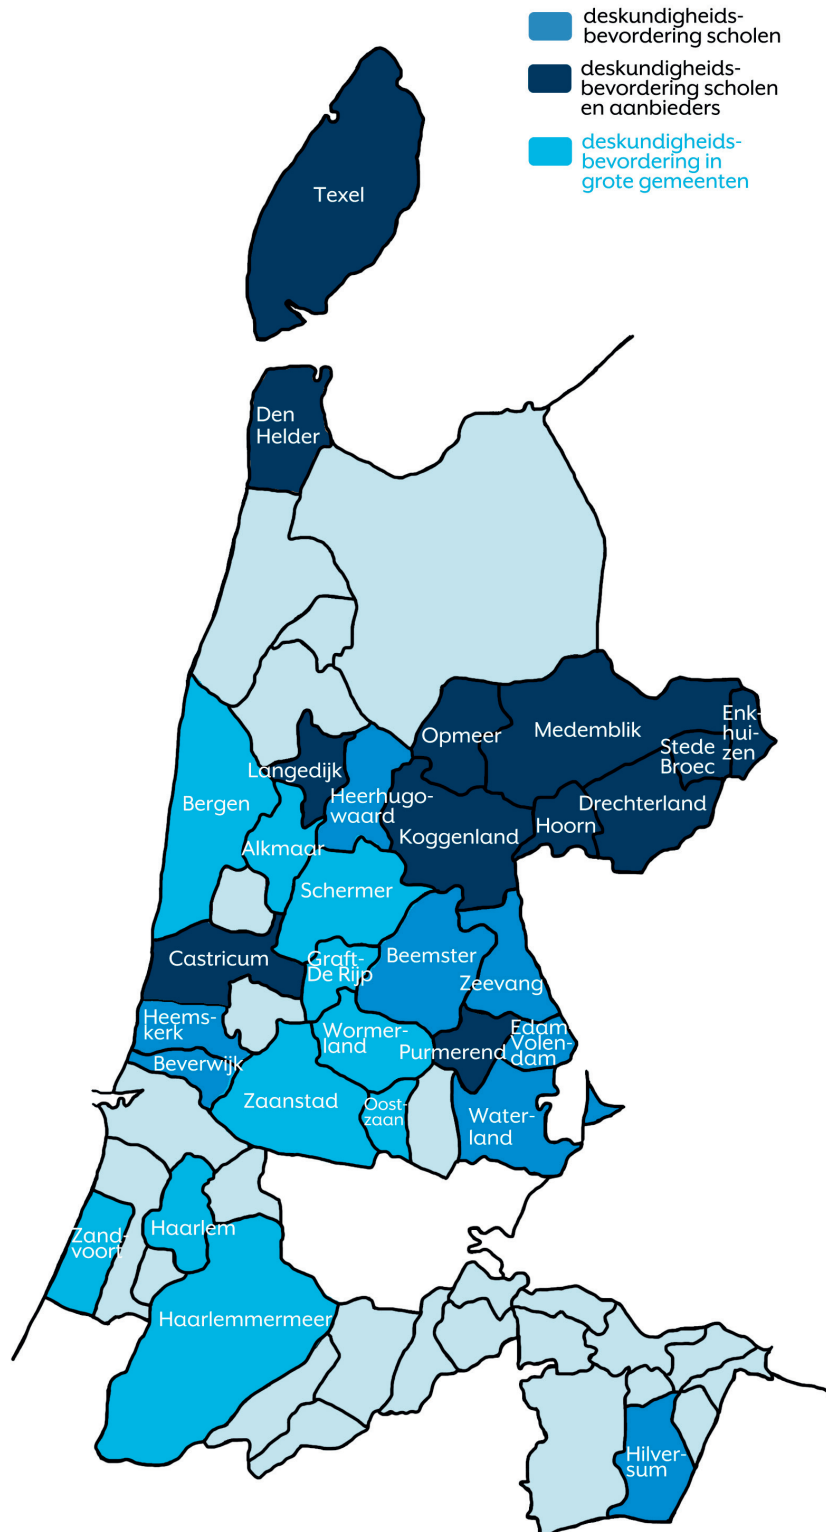 deskundigheids-
bevordering scholen
deskundigheids-
bevordering scholen
en aanbieders
deskundigheids-
bevordering in
grote gemeenten
Texel
Den
Helder
Opmeer
Medemblik
Enk-
hui-
zen
Stede
Broec
Langedijk
Heerhugo-
waard
Bergen
Drechterland
Hoorn
Koggenland
Alkmaar
Schermer
Castricum
Graft-
De Rijp
Beemster
Zeevang
Heems-
kerk
Wormer-
land
Purmerend
Edam-
Volen-
dam
Beverwijk
Zaanstad
Oost-
zaan
Water-
land
Haarlem
Zand-
voort
Haarlemmermeer
Hilver-
sum